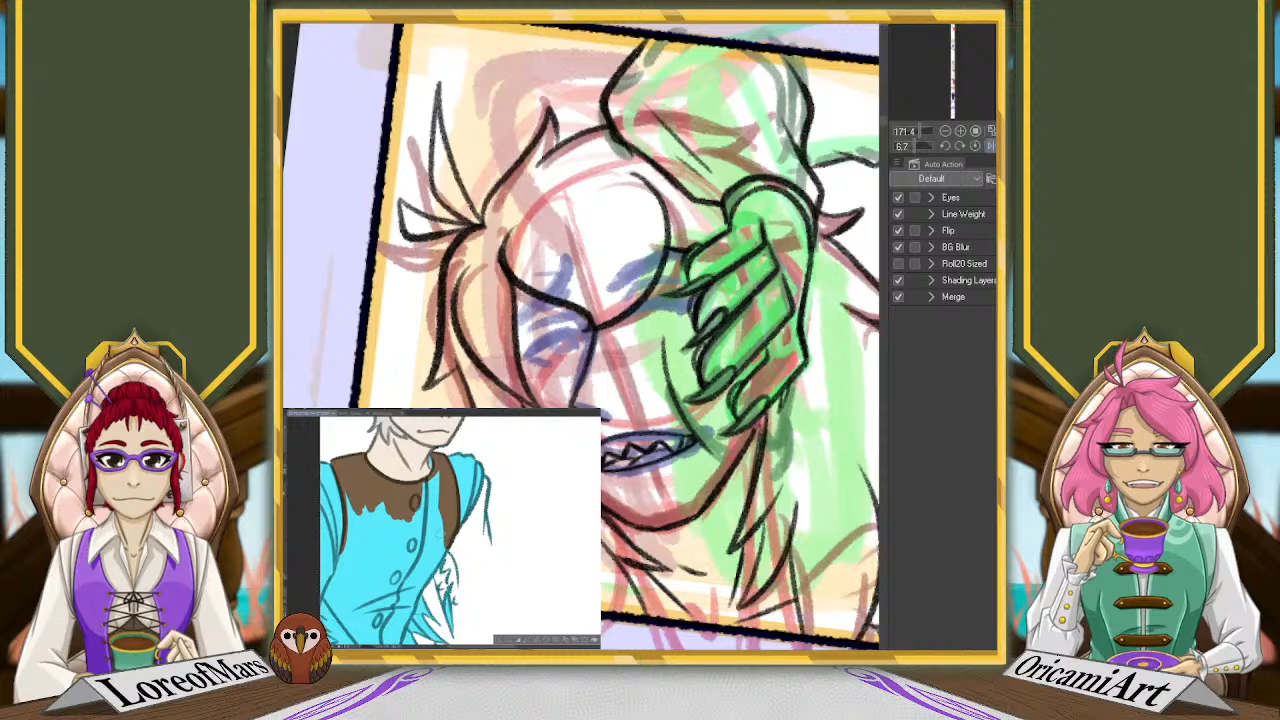 171.4
6.7
Auto Action
Default
Eyes
Line Weight
Flip
BG Blur
Roll20 Sized
Shading Layers
Merge
LoreofMars
OricamiArt